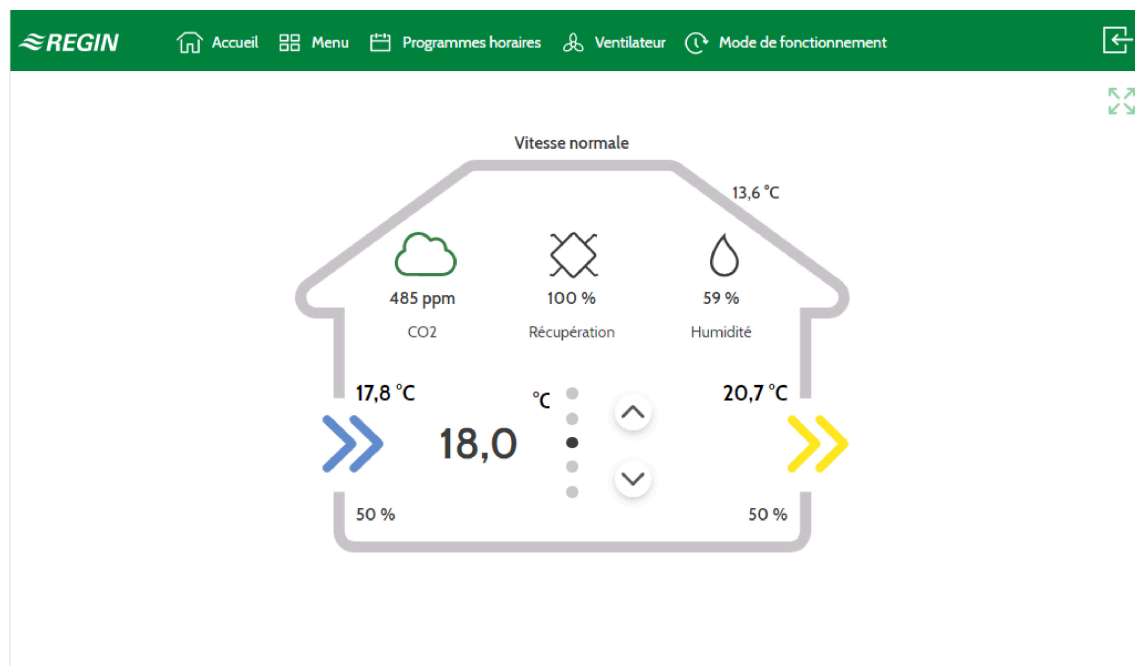 REGIN
Accueil
Menu
Programmes horaires
Ventilateur
Mode de fonctionnement
Vitesse normale
13,6 °C
485 ppm
100 %
59 %
CO2
Récupération
Humidité
17,8 °C
°C
20,7 °C
18,0
50 %
50 %